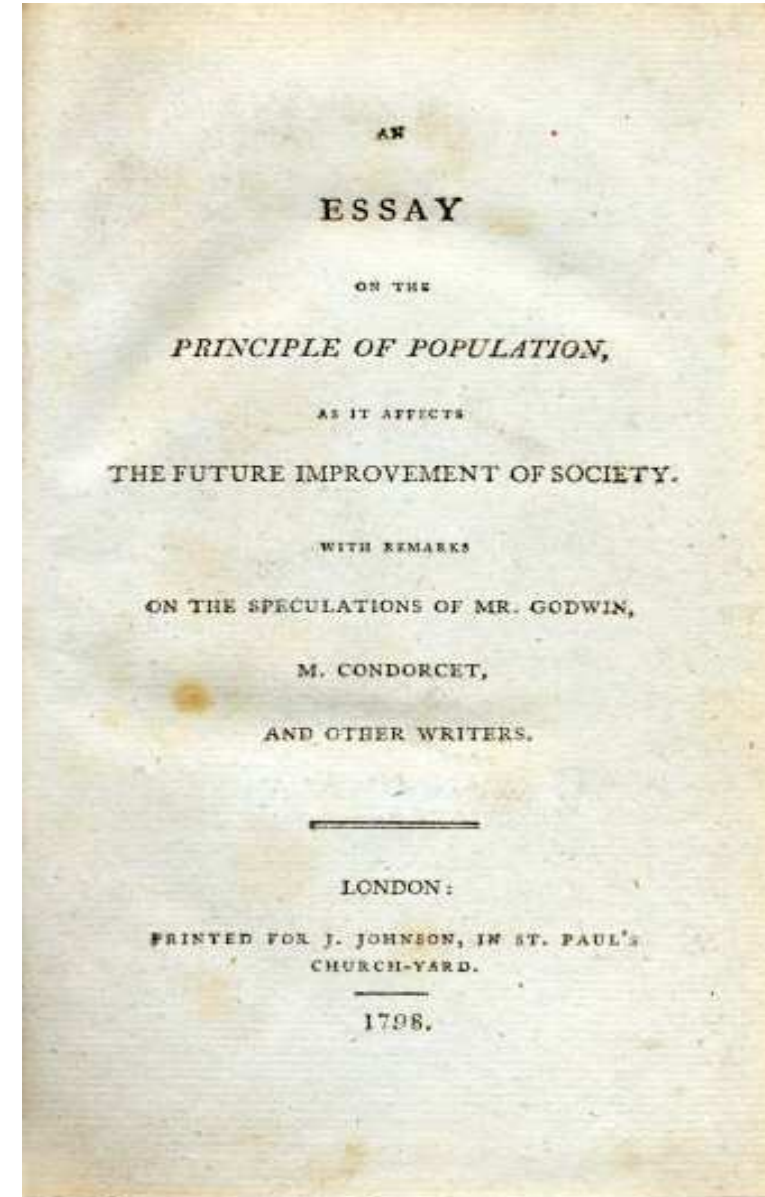 AN
ESSAY
ON THE
PRINCIPLE OF POPULATION,
AS IT AFFECTS
THE FUTURE IMPROVEMENT OF SOCIETY.
WITH REMARKS
ON THE SPECULATIONS OF MR. GODWIN,
M. CONDORCET,
AND OTHER WRITERS.
LONDON:
PRINTED FOR J. JOHNSON, IN ST. PAUL'S
CHURCH-YARD.
1798.